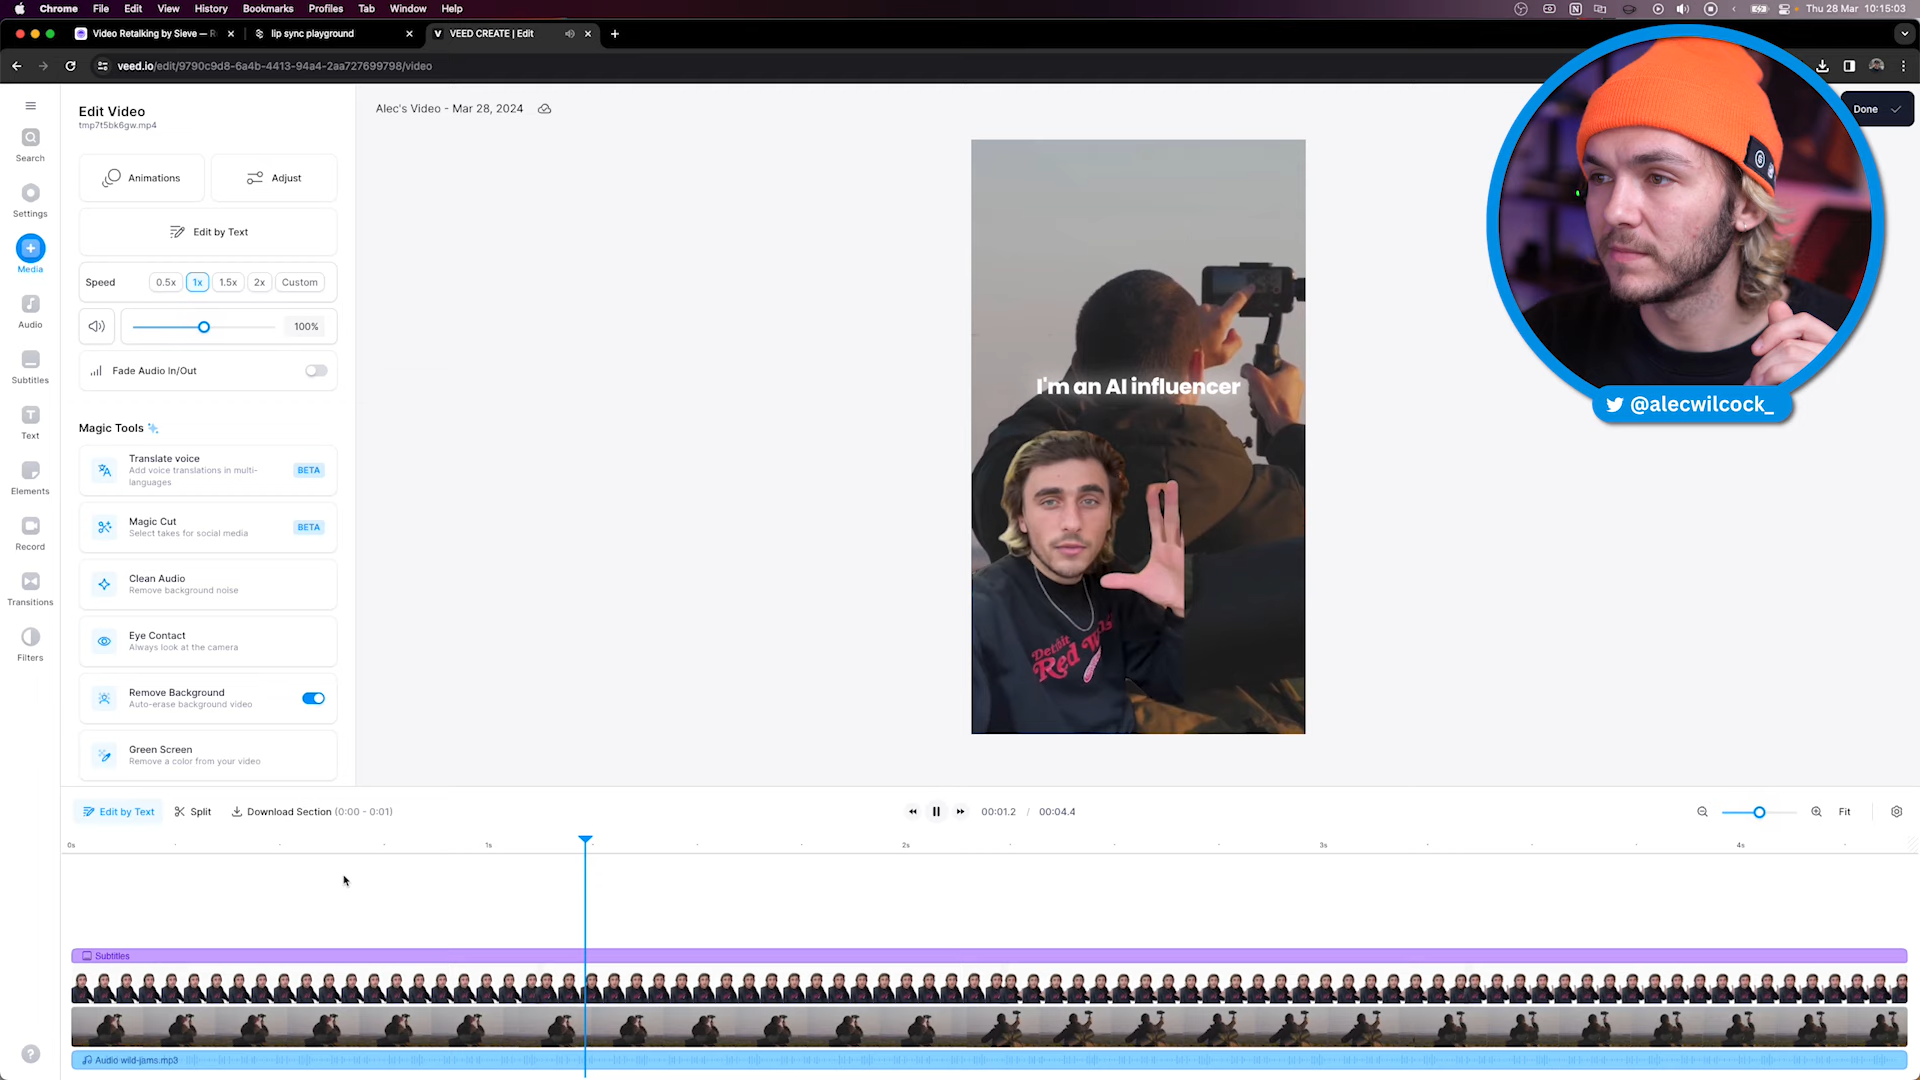 Chrome File Edit View History Bookmarks Profiles Tab Window Help
Thu 28 Mar 10:15:03
Video Retalking by Sieve — R
lip sync playground
VEED CREATE | Edit
veed.io/edit/9790c9d8-6a4b-4413-94a4-2aa727699798/video
Edit Video
tmp7t5bk6gw.mp4
Alec's Video - Mar 28, 2024
Done
Search
Settings
Media
Audio
Subtitles
Text
Elements
Record
Transitions
Filters
Animations
Adjust
Edit by Text
Speed
0.5x
1x
1.5x
2x
Custom
100%
Fade Audio In/Out
Magic Tools
Translate voice
Add voice translations in multi-
languages
BETA
Magic Cut
Select takes for social media
BETA
Clean Audio
Remove background noise
Eye Contact
Always look at the camera
Remove Background
Auto-erase background video
Green Screen
Remove a color from your video
I'm an AI influencer
Detroit
Red
@alecwilcock_
Edit by Text
Split
Download Section (0:00 - 0:01)
00:01.2 / 00:04.4
Fit
0s
1s
2s
3s
4s
Subtitles
Audio wild-jams.mp3